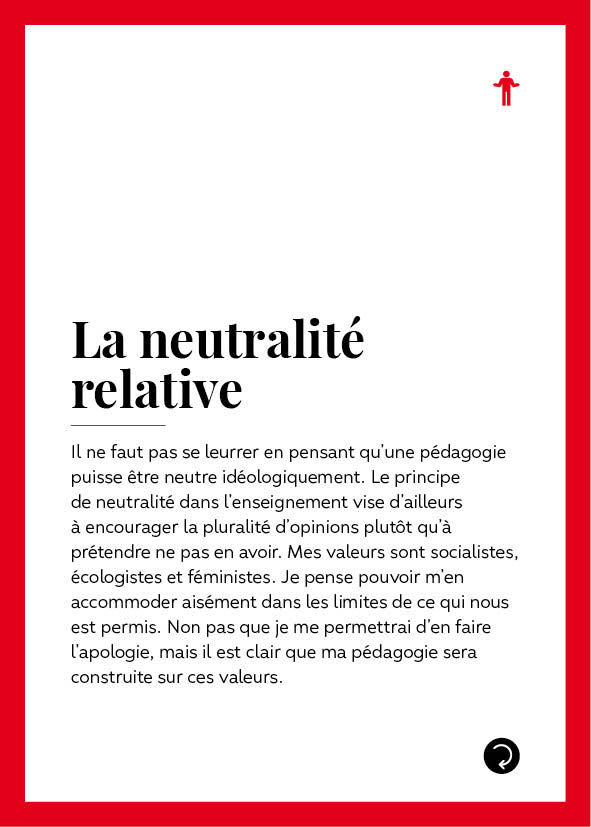 La neutralité
relative
Il ne faut pas se leurrer en pensant qu’une pédagogie
puisse être neutre idéologiquement. Le principe
de neutralité dans l’enseignement vise d’ailleurs
à encourager la pluralité d’opinions plutôt qu’à
prétendre ne pas en avoir. Mes valeurs sont socialistes,
écologistes et féministes. Je pense pouvoir m’en
accommoder aisément dans les limites de ce qui nous
est permis. Non pas que je me permettrai d’en faire
l’apologie, mais il est clair que ma pédagogie sera
construite sur ces valeurs.